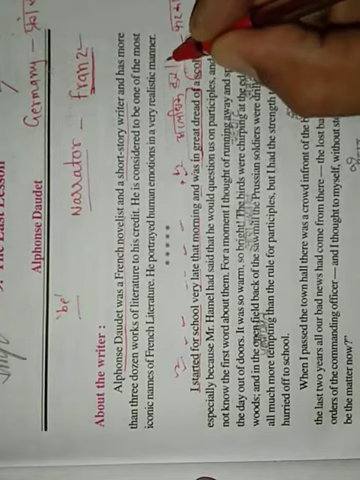 The Last Lesson
Alphonse Daudet
Germany -
Narrator - Franz
'be'
About the writer :
Alphonse Daudet was a French novelist and a short-story writer and has more
than three dozen works of literature to his credit. He is considered to be one of the most
iconic names of French Literature. He portrayed human emotions in a very realistic manner.
*****
I started for school very late that morning and was in great dread of a
especially because Mr. Hamel had said that he would question us on participles, and
not know the first word about them. For a moment I thought of running away and
the day out of doors. It was so warm, so bright! The birds were chirping at the
woods; and in the open field back of the sawmill the Prussian soldiers were
all much more tempting than the rule for participles, but I had the strength
hurried off to school.
When I passed the town hall there was a crowd infront of the
the last two years all our bad news had come from there — the lost
orders of the commanding officer — and I thought to myself, without
be the matter now?"